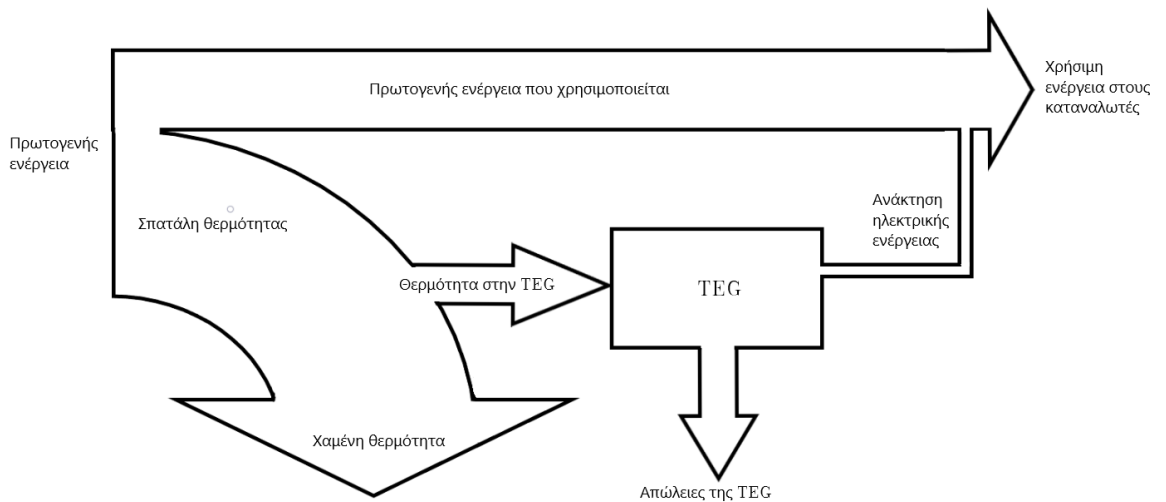 Πρωτογενής ενέργεια που χρησιμοποιείται
Χρήσιμη
ενέργεια στους
καταναλωτές
Πρωτογενής
ενέργεια
Σπατάλη θερμότητας
Ανάκτηση
ηλεκτρικής
ενέργειας
Θερμότητα στην TEG
TEG
Χαμένη θερμότητα
Απώλειες της TEG